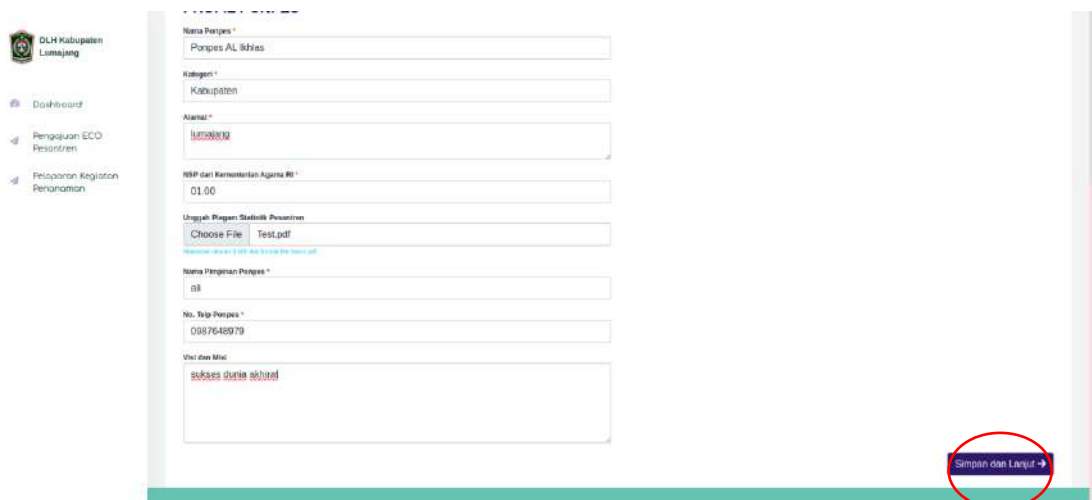 DLH Kabupaten
Lumajang
Dashboard
Pengajuan ECO
Pesantren
Pelaporan Kegiatan
Penanaman
Nama Ponpes *
Ponpes AL Ikhlas
Kategori *
Kabupaten
Alamat *
lumajang
NSP dari Kementerian Agama RI *
01.00
Unggah Piagam Statistik Pesantren
Choose File Test.pdf
Nama Pimpinan Ponpes *
ali
No. Telp Ponpes *
0987648979
Visi dan Misi
sukses dunia akhirat
Simpan dan Lanjut →